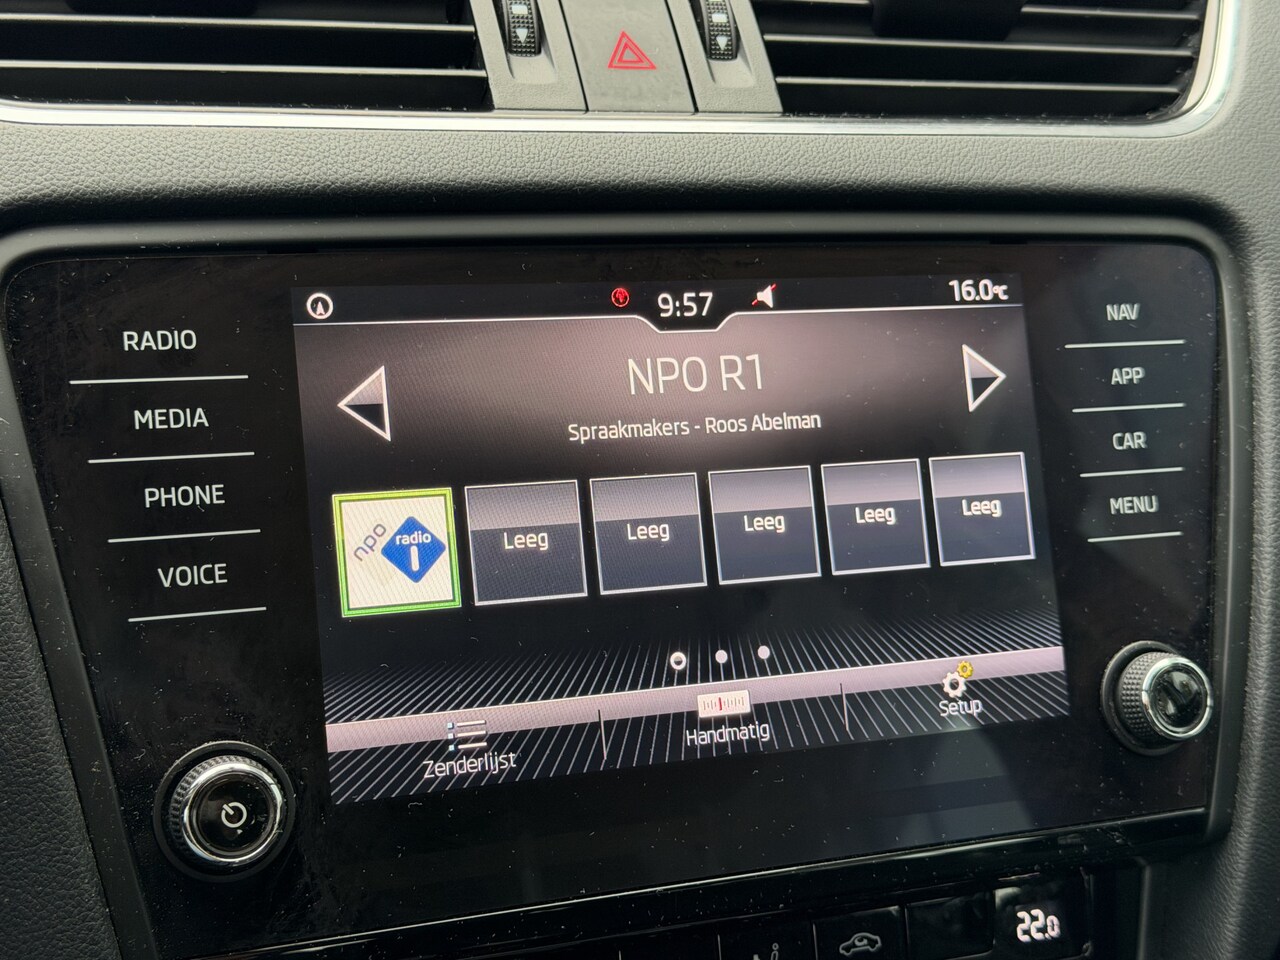 9:57
16.0°C
RADIO
MEDIA
PHONE
VOICE
NPO R1
Spraakmakers - Roos Abelman
npo
radio
1
Leeg
Leeg
Leeg
Leeg
Leeg
Zenderlijst
Handmatig
Setup
NAV
APP
CAR
MENU
22.0